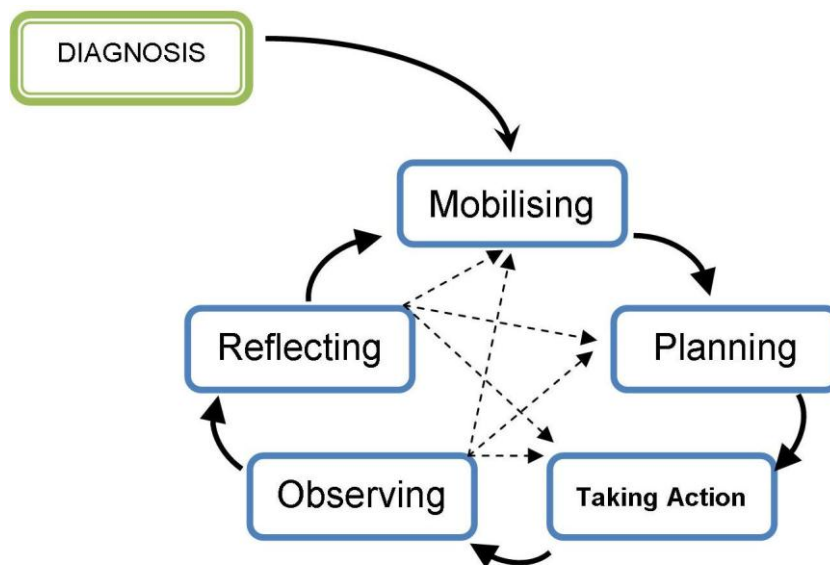 DIAGNOSIS
Mobilising
Reflecting
Planning
Observing
Taking Action